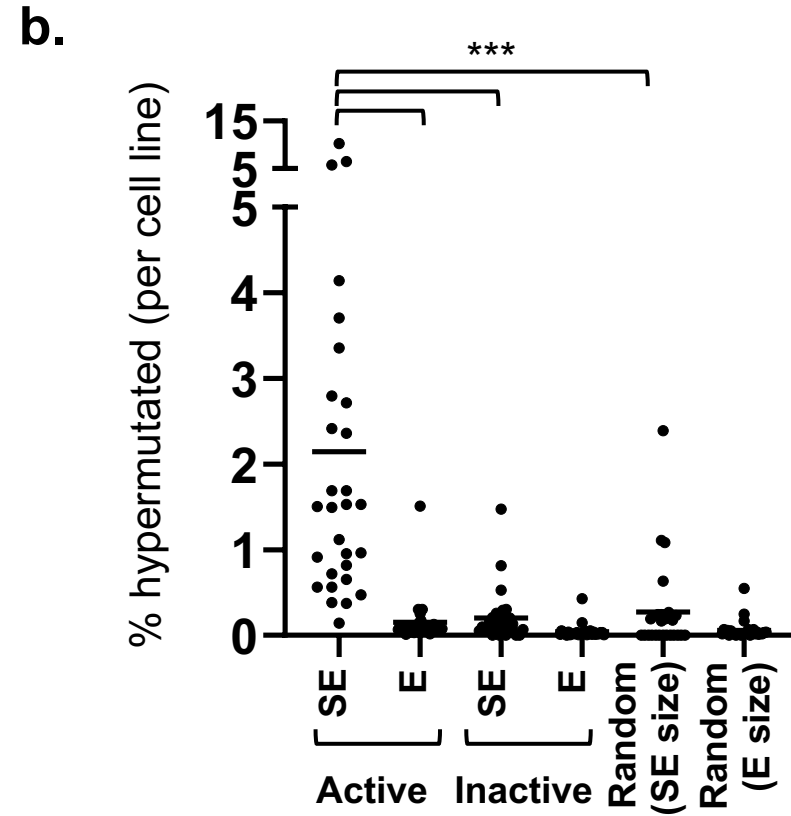 b.
***
% hypermutated (per cell line)
15
5
5
4
3
2
1
0
SE
E
SE
E
Random
(SE size)
Random
(E size)
Active
Inactive